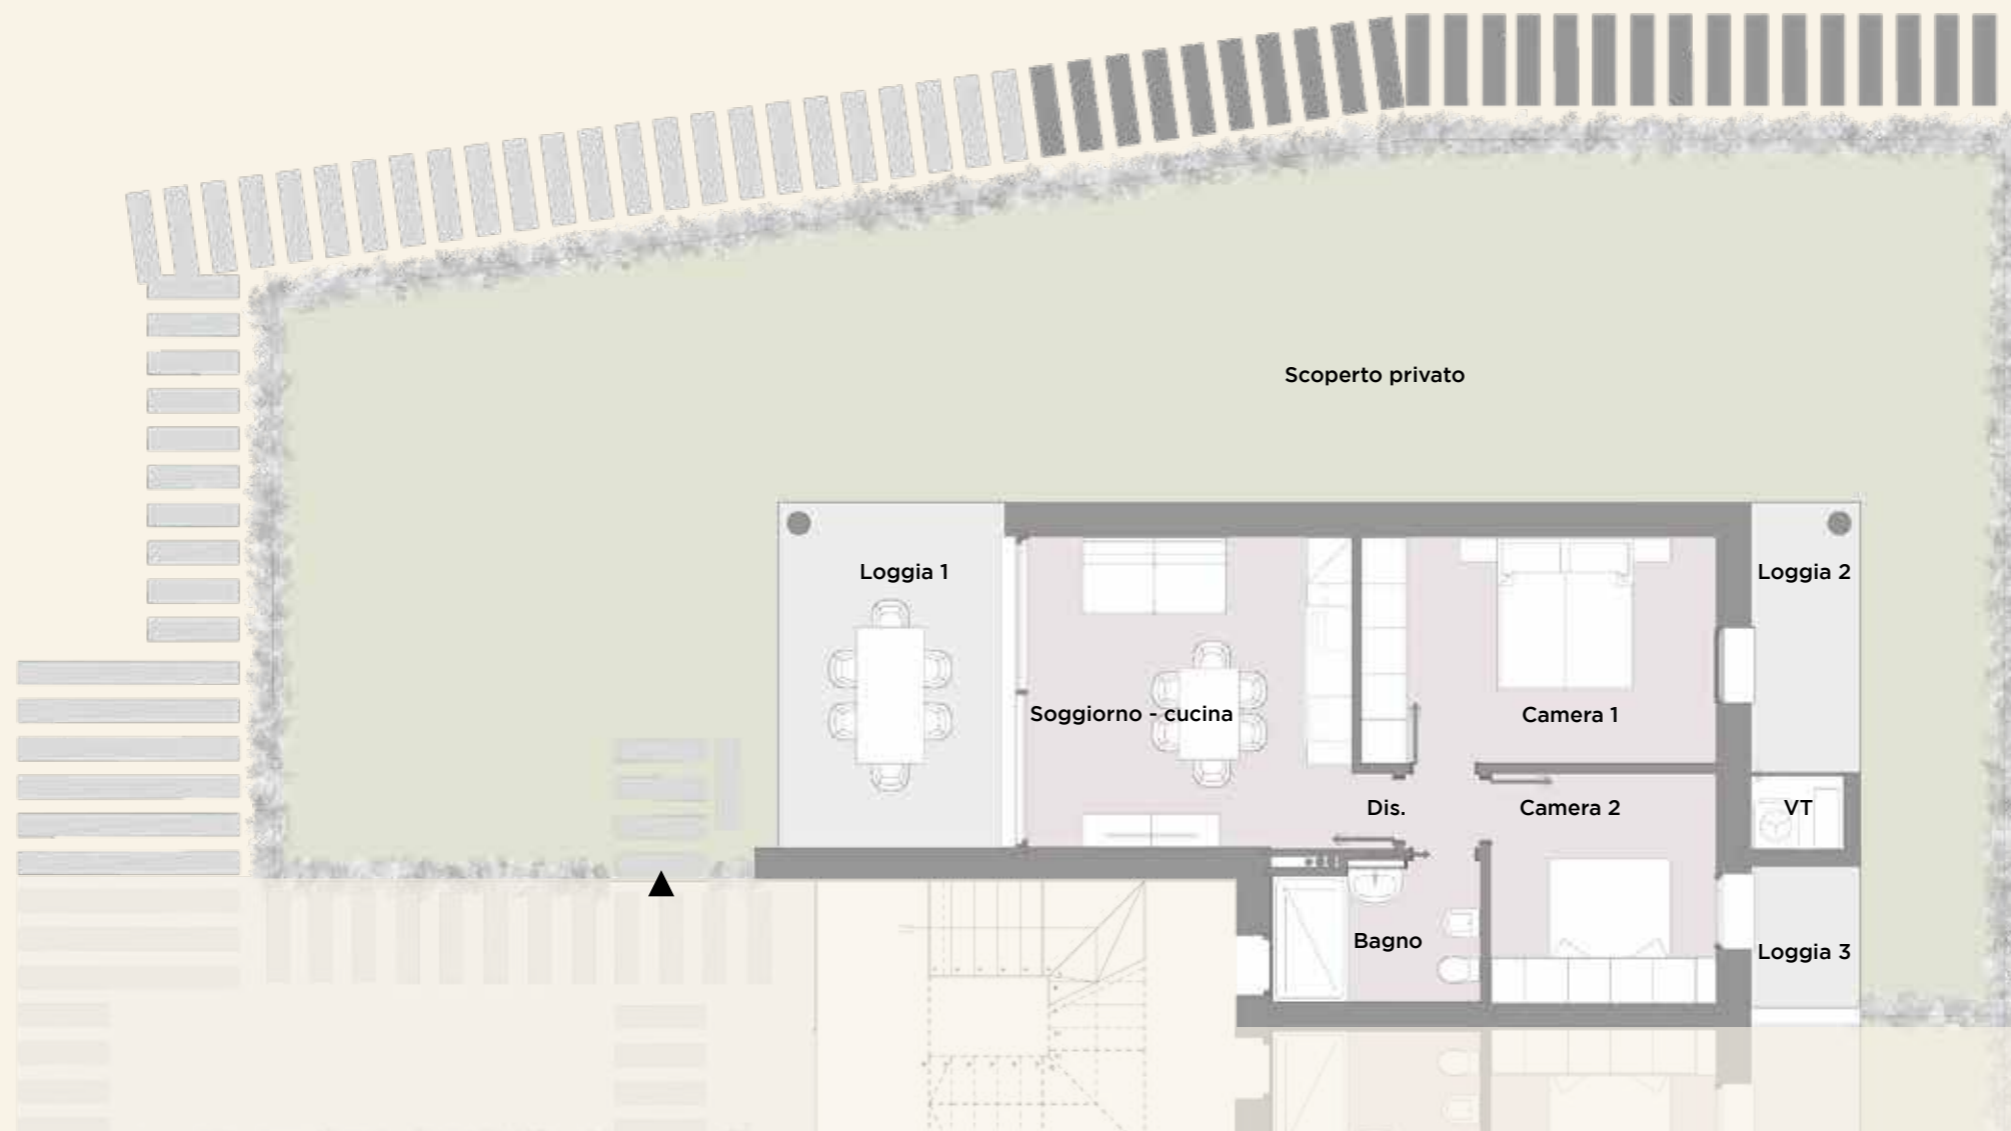 Scoperto privato
Loggia 1
Loggia 2
Soggiorno - cucina
Camera 1
Dis.
Camera 2
VT
Bagno
Loggia 3